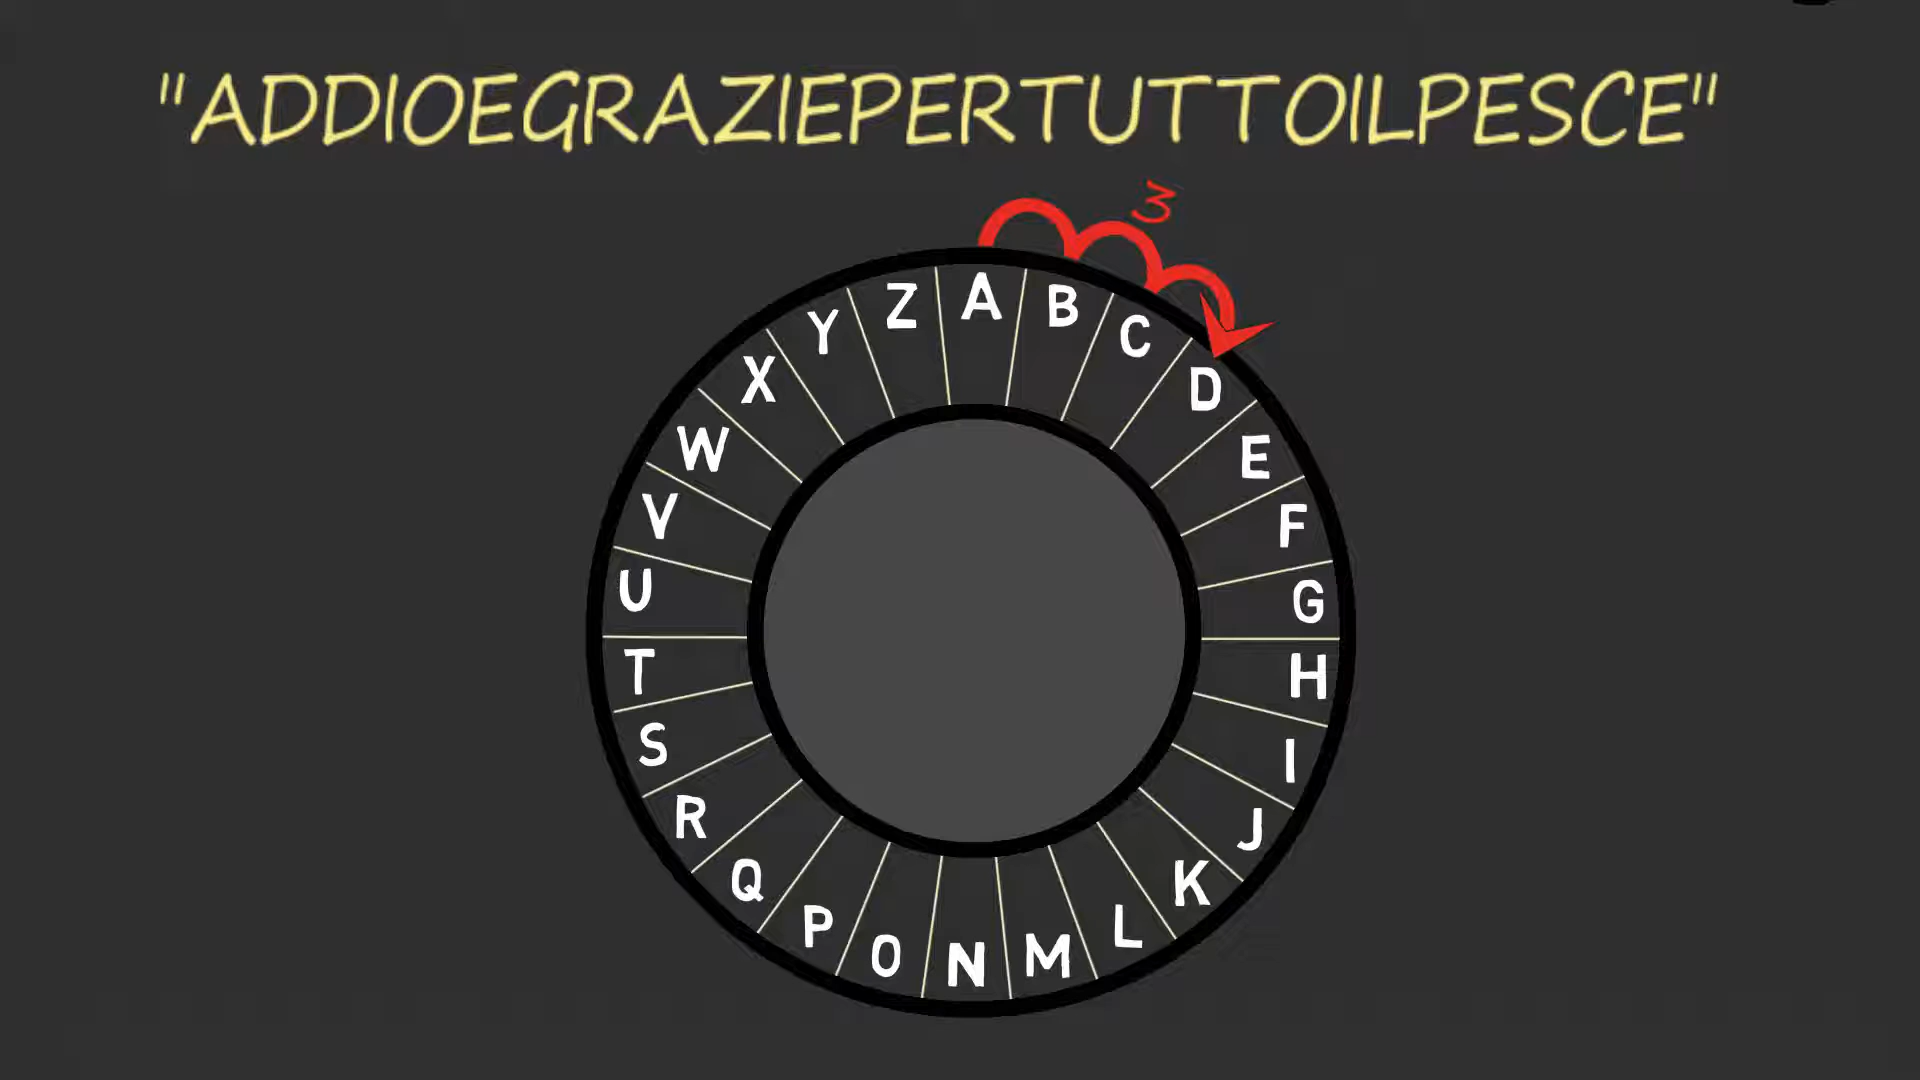 "ADDIOEGRAZIEPERTUTTOILPESCE"
3
A
B
C
D
E
F
G
H
I
J
K
L
M
N
O
P
Q
R
S
T
U
V
W
X
Y
Z